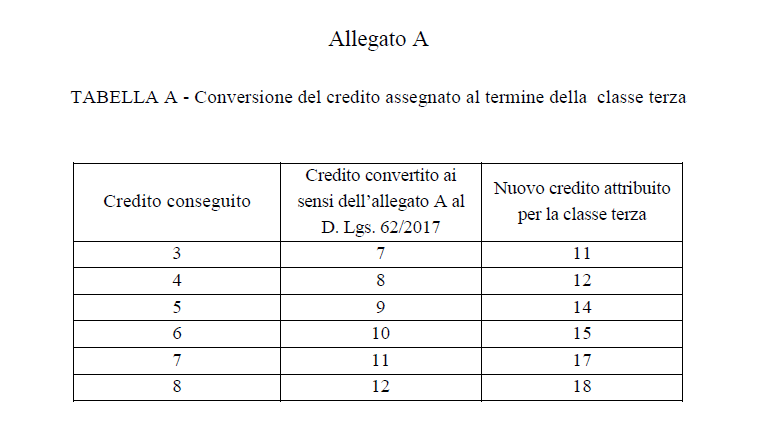 Allegato A
TABELLA A - Conversione del credito assegnato al termine della classe terza
Credito conseguito
Credito convertito ai
sensi dell'allegato A al
D. Lgs. 62/2017
Nuovo credito attribuito
per la classe terza
3 7 11
4 8 12
5 9 14
6 10 15
7 11 17
8 12 18